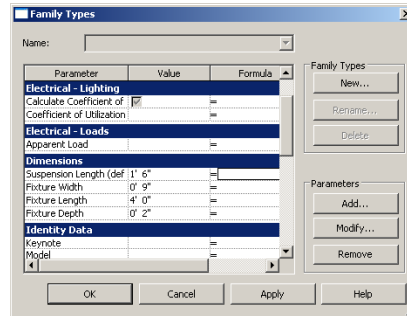 Family Types
Name:
Parameter Value Formula
Electrical - Lighting
Calculate Coefficient of =
Coefficient of Utilization =
Electrical - Loads
Apparent Load =
Dimensions
Suspension Length (def 1' 6" =
Fixture Width 0' 9" =
Fixture Length 4' 0" =
Fixture Depth 0' 2" =
Identity Data
Keynote =
Model =
Family Types
New...
Rename...
Delete
Parameters
Add...
Modify...
Remove
OK Cancel Apply Help